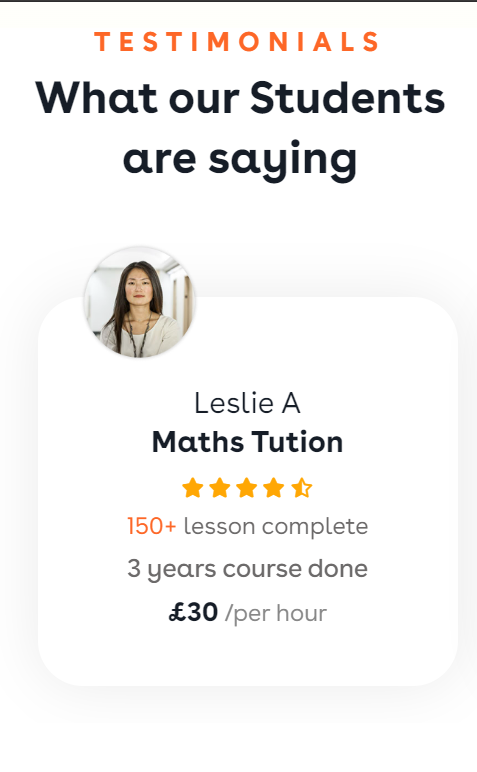 TESTIMONIALS
What our Students
are saying
Leslie A
Maths Tution
150+ lesson complete
3 years course done
£30 /per hour